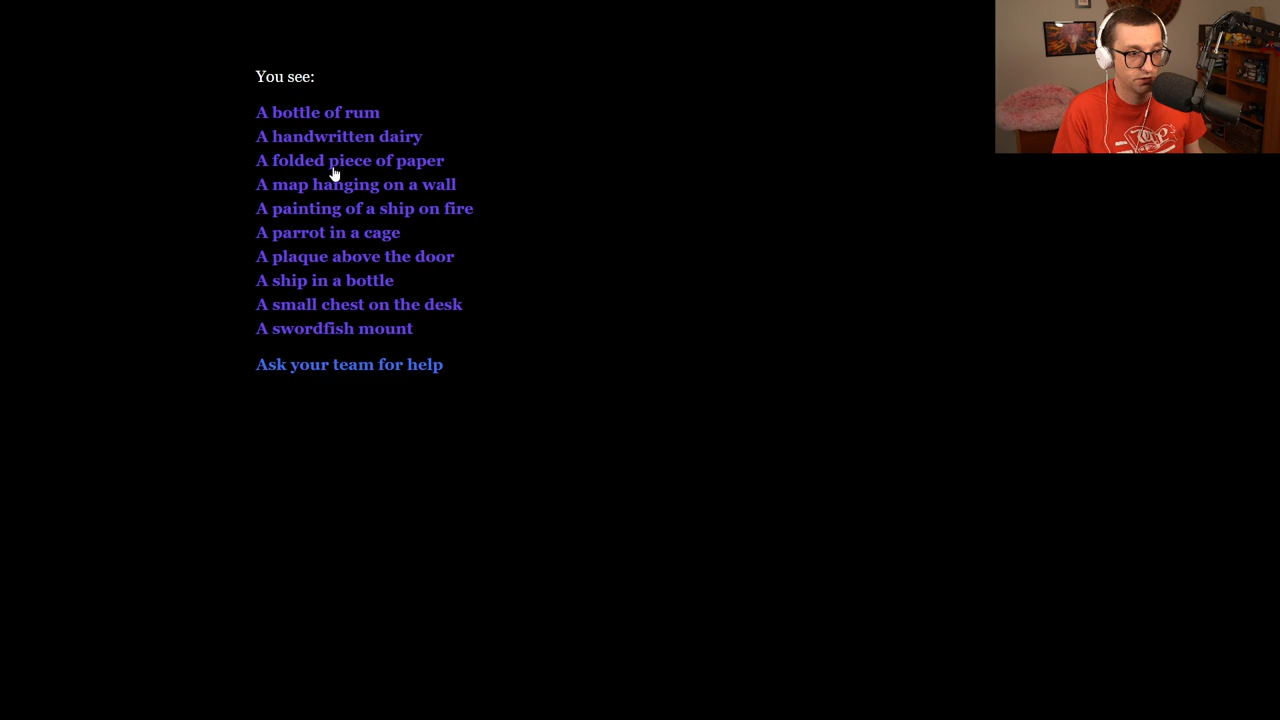 You see:
A bottle of rum
A handwritten dairy
A folded piece of paper
A map hanging on a wall
A painting of a ship on fire
A parrot in a cage
A plaque above the door
A ship in a bottle
A small chest on the desk
A swordfish mount
Ask your team for help